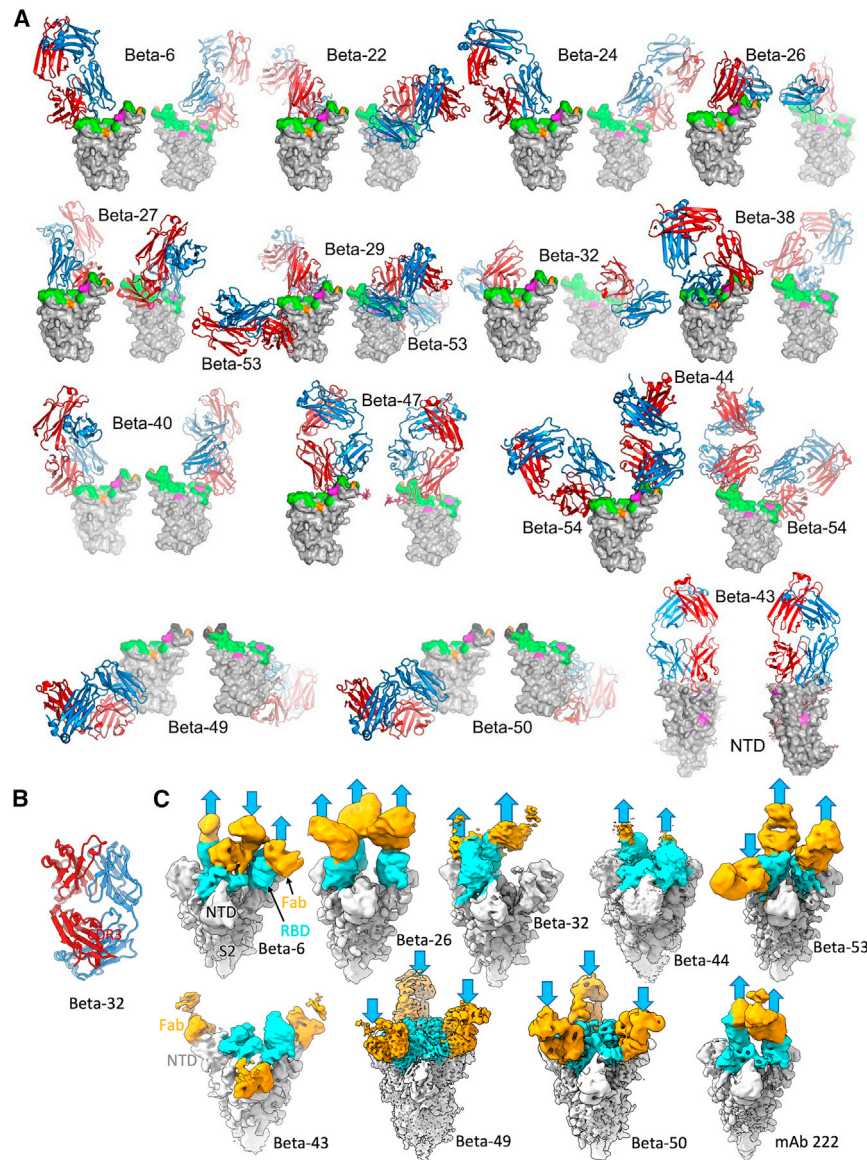 A
Beta-6
Beta-22
Beta-24
Beta-26
Beta-27
Beta-29
Beta-32
Beta-38
Beta-53
Beta-53
Beta-40
Beta-47
Beta-44
Beta-54
Beta-54
Beta-49
Beta-50
Beta-43
NTD
B
CDR3
Beta-32
C
NTD
Fab
RBD
S2
Beta-6
Beta-26
Beta-32
Beta-44
Beta-53
Fab
NTD
Beta-43
Beta-49
Beta-50
mAb 222